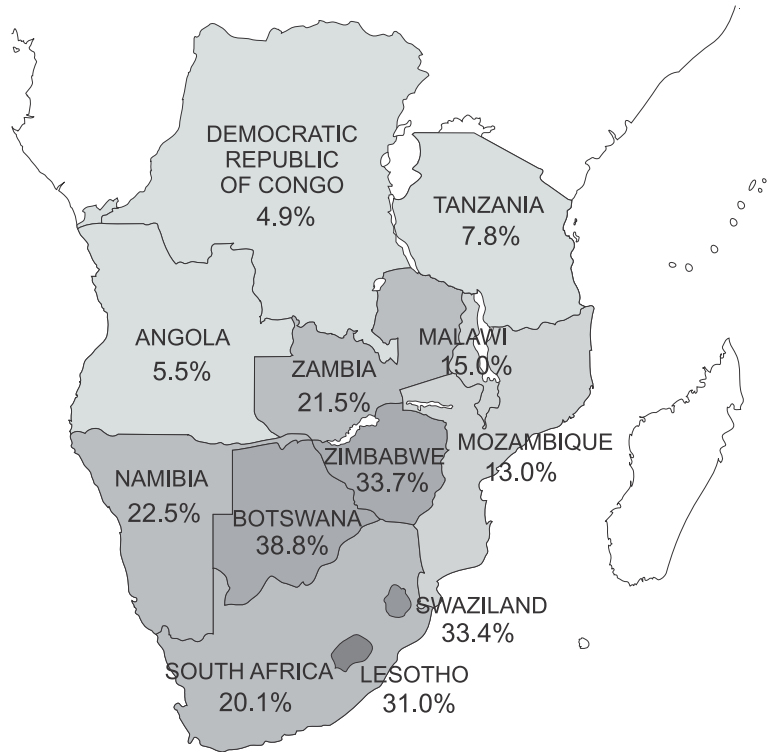 DEMOCRATIC
REPUBLIC
OF CONGO
4.9%
TANZANIA
7.8%
ANGOLA
5.5%
MALAWI
15.0%
ZAMBIA
21.5%
MOZAMBIQUE
13.0%
ZIMBABWE
33.7%
NAMIBIA
22.5%
BOTSWANA
38.8%
SWAZILAND
33.4%
SOUTH AFRICA
20.1%
LESOTHO
31.0%